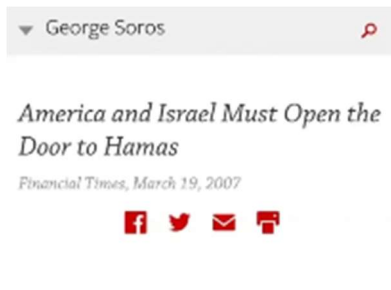 George Soros
America and Israel Must Open the
Door to Hamas
Financial Times, March 19, 2007